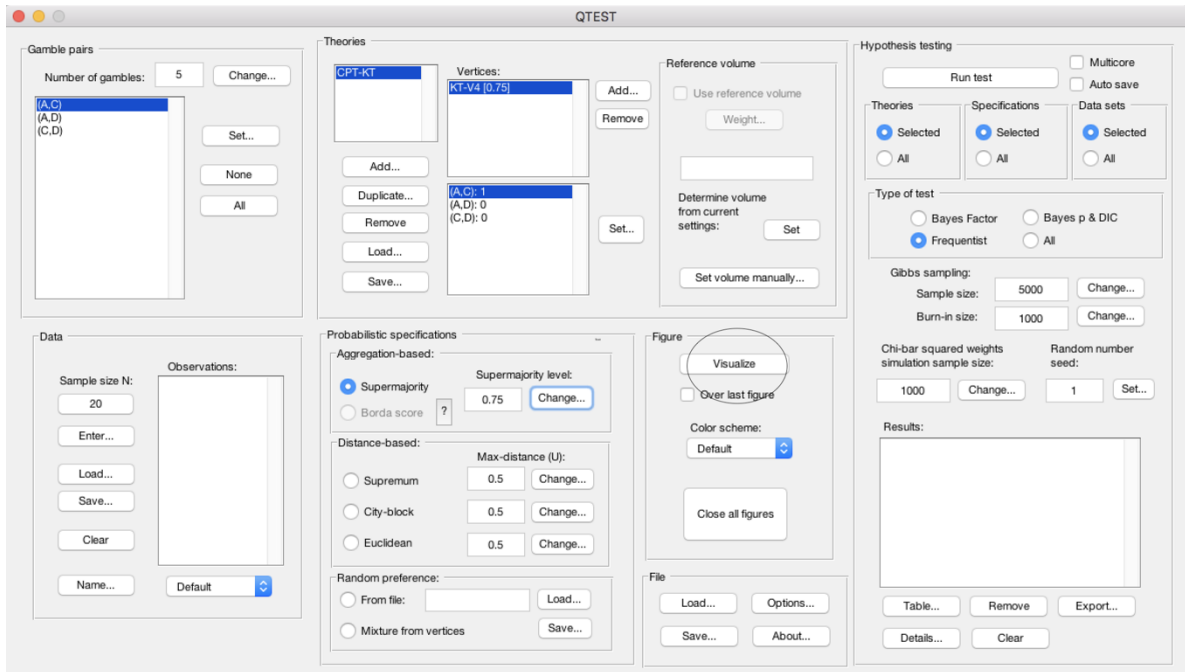 QTEST
Gamble pairs
Number of gambles: 5 Change...
(A,C)
(A,D)
(C,D)
Set...
None
All
Theories
CPT-KT
Add...
Duplicate...
Remove
Load...
Save...
Vertices:
KT-V4 [0.75]
Add...
Remove
(A,C): 1
(A,D): 0
(C,D): 0
Set...
Reference volume
Use reference volume
Weight...
Determine volume
from current
settings:
Set
Set volume manually...
Hypothesis testing
Run test
Multicore
Auto save
Theories
Selected
All
Specifications
Selected
All
Data sets
Selected
All
Type of test
Bayes Factor
Bayes p & DIC
Frequentist
All
Gibbs sampling:
Sample size: 5000 Change...
Burn-in size: 1000 Change...
Chi-bar squared weights
simulation sample size:
1000 Change...
Random number
seed:
1 Set...
Results:
Table...
Remove
Export...
Details...
Clear
Data
Sample size N:
20
Enter...
Load...
Save...
Clear
Name...
Observations:
Default
Probabilistic specifications
Aggregation-based:
Supermajority
Borda score ?
Supermajority level:
0.75 Change...
Distance-based:
Max-distance (U):
Supremum 0.5 Change...
City-block 0.5 Change...
Euclidean 0.5 Change...
Random preference:
From file: Load...
Mixture from vertices Save...
Figure
Visualize
Over last figure
Color scheme:
Default
Close all figures
File
Load...
Options...
Save...
About...